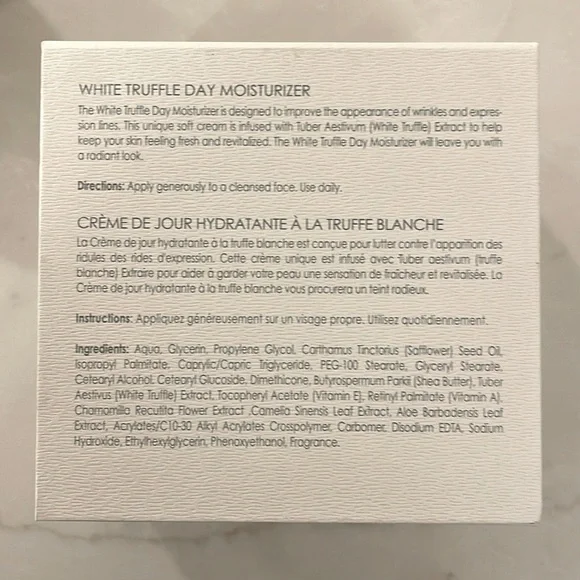 WHITE TRUFFLE DAY MOISTURIZER
The White Truffle Day Moisturizer is designed to improve the appearance of wrinkles and expres-
sion lines. This unique soft cream is infused with Tuber Aestivum (White Truffle) Extract to help
keep your skin feeling fresh and revitalized. The White Truffle Day Moisturizer will leave you with
a radiant look.
Directions: Apply generously to a cleansed face. Use daily.
CRÈME DE JOUR HYDRATANTE À LA TRUFFE BLANCHE
La Crème de jour hydratante à la truffe blanche est conçue pour lutter contre l'apparition des
ridules des rides d'expression. Cette crème unique est infusé avec Tuber aestivum (truffe
blanche) Extraire pour aider à garder votre peau une sensation de fraîcheur et revitalisée. La
Crème de jour hydratante à la truffe blanche vous procurera un teint radieux.
Instructions: Appliquez généreusement sur un visage propre. Utilisez quotidiennement.
Ingredients: Aqua, Glycerin, Propylene Glycol, Carthamus Tinctorius (Safflower) Seed Oil,
Isopropyl Palmitate, Caprylic/Capric Triglyceride, PEG-100 Stearate, Glyceryl Stearate,
Cetearyl Alcohol, Cetearyl Glucoside, Dimethicone, Butyrospermum Parkii (Shea Butter), Tuber
Aestivus (White Truffle) Extract, Tocopheryl Acetate (Vitamin E), Retinyl Palmitate (Vitamin A),
Chamomilla Recutita Flower Extract ,Camelia Sinensis Leaf Extract, Aloe Barbadensis Leaf
Extract, Acrylates/C10-30 Alkyl Acrylates Crosspolymer, Carbomer, Disodium EDTA, Sodium
Hydroxide, Ethylhexylglycerin, Phenoxyethanol, Fragrance.